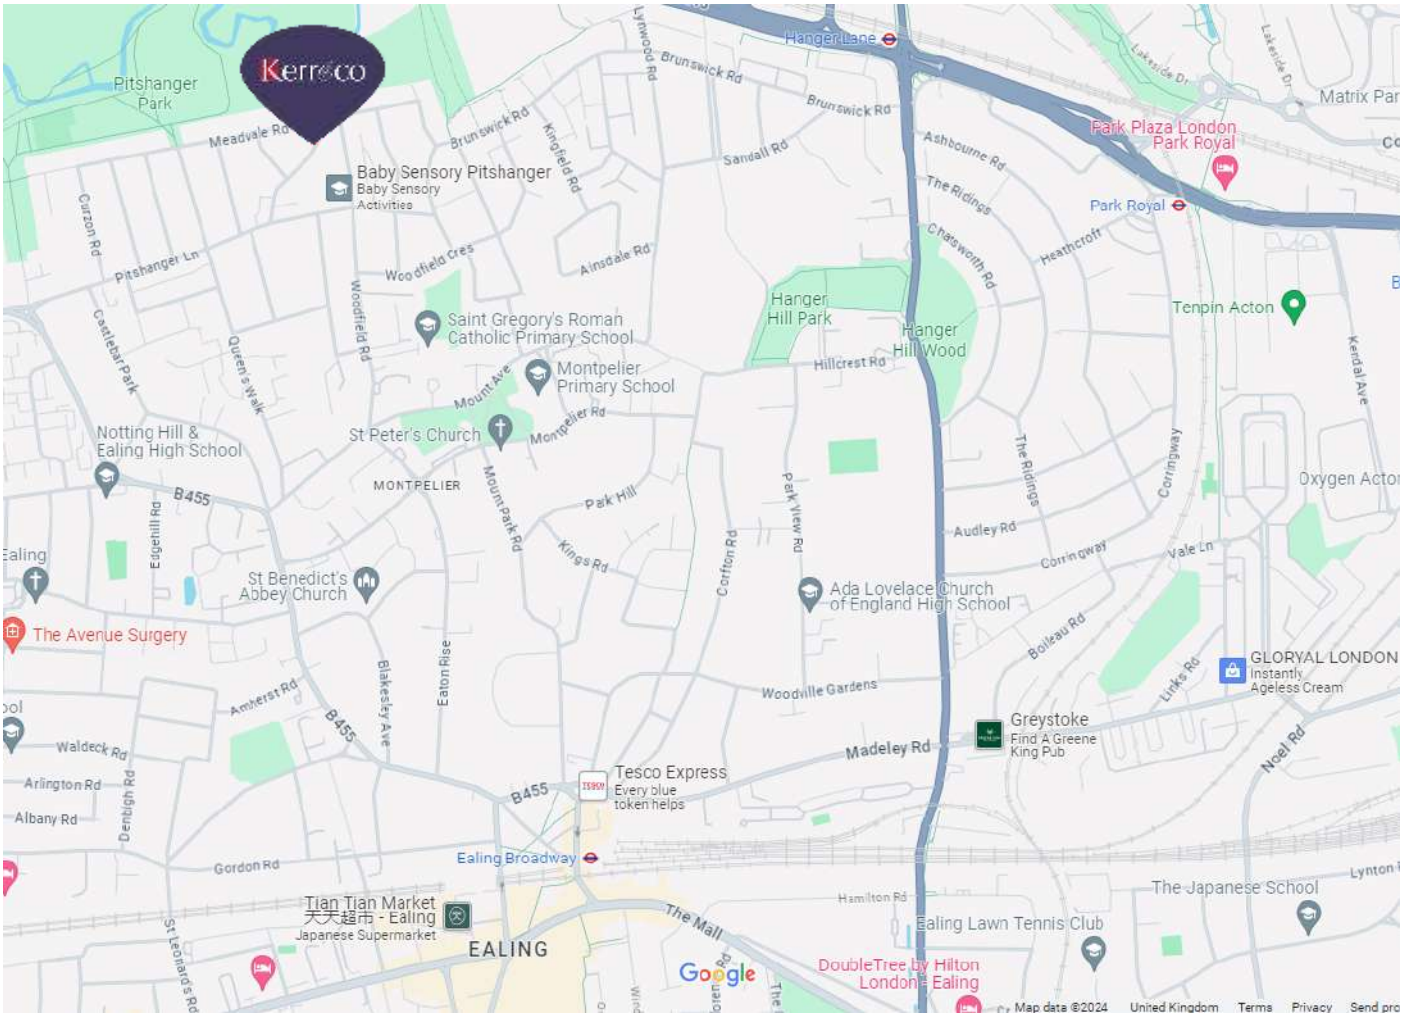 Hanger Lane
Lynwood Rd
Brunswick Rd
Lakeside Dr
Lakeside Dr
Kerr&co
Pitshanger
Park
Matrix Par
Brunswick Rd
Meadvale Rd
Brunswick Rd
Kingfield Rd
Sandall Rd
Ashbourne Rd
Park Plaza London
Park Royal
Baby Sensory Pitshanger
Baby Sensory
Activities
The Ridings
Park Royal
Curzon Rd
Pitshanger Ln
Woodfield Cres
Ainsdale Rd
Chatsworth Rd
Heathcroft
Woodfield Rd
Hanger
Hill Park
Tenpin Acton
Castlebar Park
Queen's Walk
Saint Gregory's Roman
Catholic Primary School
Hanger
Hill Wood
Kendal Ave
Mount Ave
Montpelier
Primary School
Hillcrest Rd
Notting Hill &
Ealing High School
St Peter's Church
Montpelier Rd
The Ridings
Corringway
MONTPELIER
B455
Mount Park Rd
Park Hill
Park View Rd
Oxygen Acton
Edgehill Rd
Kings Rd
Corfton Rd
Audley Rd
Corringway
Vale Ln
Ealing
St Benedict's
Abbey Church
Ada Lovelace Church
of England High School
The Avenue Surgery
Boileau Rd
Blakesley Ave
Eaton Rise
GLORYAL LONDON
Instantly
Ageless Cream
Amherst Rd
Woodville Gardens
Links Rd
ool
B455
Greystoke
Find A Greene
King Pub
Waldeck Rd
Madeley Rd
Noel Rd
Arlington Rd
Denbigh Rd
B455
TESCO
Tesco Express
Every blue
token helps
Albany Rd
Gordon Rd
Ealing Broadway
Lynton
The Japanese School
Tian Tian Market
天天超市 - Ealing
Japanese Supermarket
Hamilton Rd
St Leonard's Rd
EALING
The Mall
Ealing Lawn Tennis Club
Google
DoubleTree by Hilton
London - Ealing
Map data ©2024 United Kingdom Terms Privacy Send pro